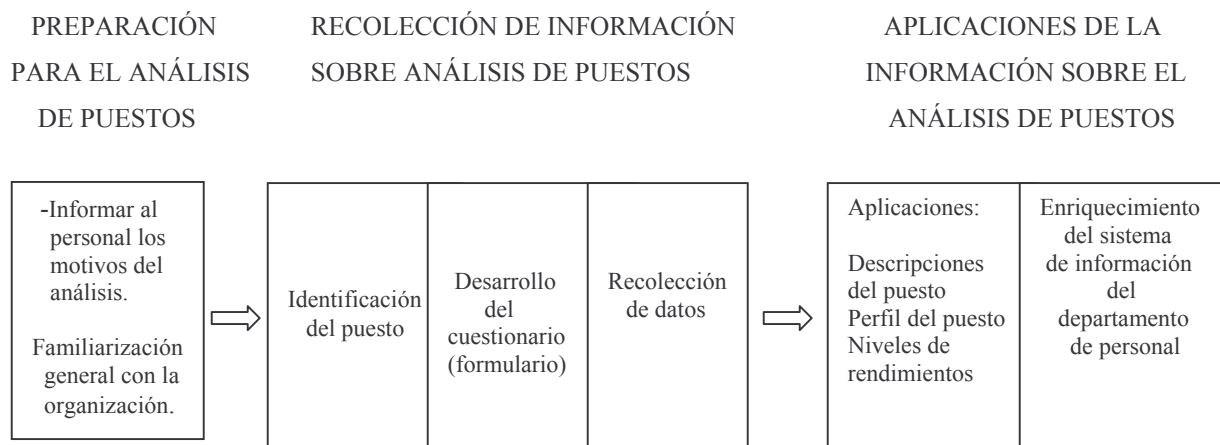 PREPARACIÓN
PARA EL ANÁLISIS
DE PUESTOS
RECOLECCIÓN DE INFORMACIÓN
SOBRE ANÁLISIS DE PUESTOS
APLICACIONES DE LA
INFORMACIÓN SOBRE EL
ANÁLISIS DE PUESTOS
-Informar al
personal los
motivos del
análisis.
Familiarización
general con la
organización.
Identificación
del puesto
Desarrollo
del
cuestionario
(formulario)
Recolección
de datos
Aplicaciones:
Descripciones
del puesto
Perfil del puesto
Niveles de
rendimientos
Enriquecimiento
del sistema
de información
del
departamento
de personal